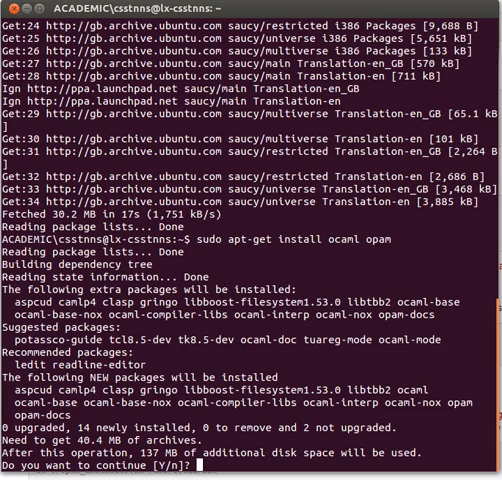 ACADEMIC\csstnns@lx-csstnns: ~
Get:24 http://gb.archive.ubuntu.com saucy/restricted i386 Packages [9,688 B]
Get:25 http://gb.archive.ubuntu.com saucy/universe i386 Packages [5,651 kB]
Get:26 http://gb.archive.ubuntu.com saucy/multiverse i386 Packages [133 kB]
Get:27 http://gb.archive.ubuntu.com saucy/main Translation-en_GB [570 kB]
Get:28 http://gb.archive.ubuntu.com saucy/main Translation-en [711 kB]
Ign http://ppa.launchpad.net saucy/main Translation-en_GB
Ign http://ppa.launchpad.net saucy/main Translation-en
Get:29 http://gb.archive.ubuntu.com saucy/multiverse Translation-en_GB [65.1 kB
]
Get:30 http://gb.archive.ubuntu.com saucy/multiverse Translation-en [101 kB]
Get:31 http://gb.archive.ubuntu.com saucy/restricted Translation-en_GB [2,264 B
]
Get:32 http://gb.archive.ubuntu.com saucy/restricted Translation-en [2,686 B]
Get:33 http://gb.archive.ubuntu.com saucy/universe Translation-en_GB [3,468 kB]
Get:34 http://gb.archive.ubuntu.com saucy/universe Translation-en [3,885 kB]
Fetched 30.2 MB in 17s (1,751 kB/s)
Reading package lists... Done
ACADEMIC\csstnns@lx-csstnns:~$ sudo apt-get install ocaml opam
Reading package lists... Done
Building dependency tree
Reading state information... Done
The following extra packages will be installed:
aspcud camlp4 clasp gringo libboost-filesystem1.53.0 libtbb2 ocaml-base
ocaml-base-nox ocaml-compiler-libs ocaml-interp ocaml-nox opam-docs
Suggested packages:
potassco-guide tcl8.5-dev tk8.5-dev ocaml-doc tuareg-mode ocaml-mode
Recommended packages:
ledit readline-editor
The following NEW packages will be installed
aspcud camlp4 clasp gringo libboost-filesystem1.53.0 libtbb2 ocaml
ocaml-base ocaml-base-nox ocaml-compiler-libs ocaml-interp ocaml-nox opam
opam-docs
0 upgraded, 14 newly installed, 0 to remove and 2 not upgraded.
Need to get 40.4 MB of archives.
After this operation, 137 MB of additional disk space will be used.
Do you want to continue [Y/n]?